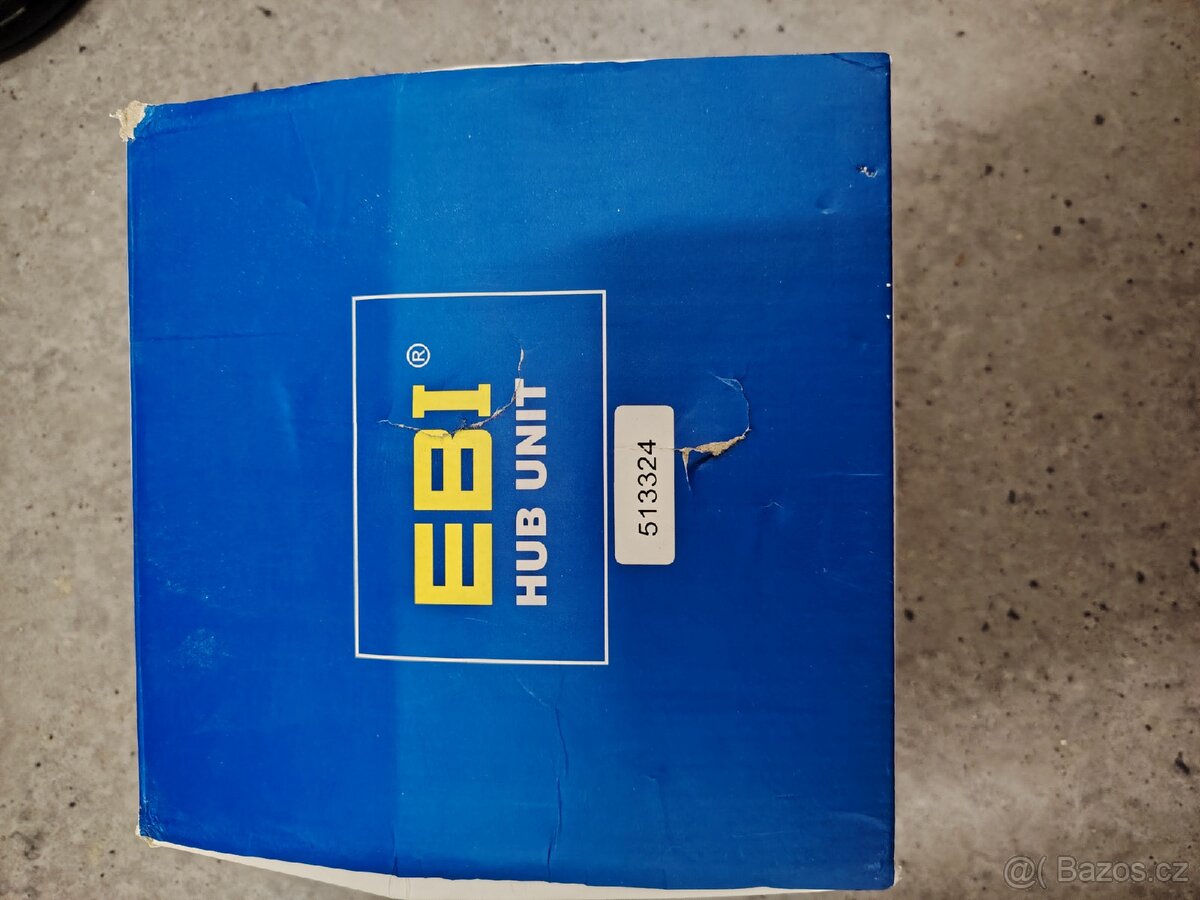 EBI®
HUB UNIT
513324
@( Bazos.cz